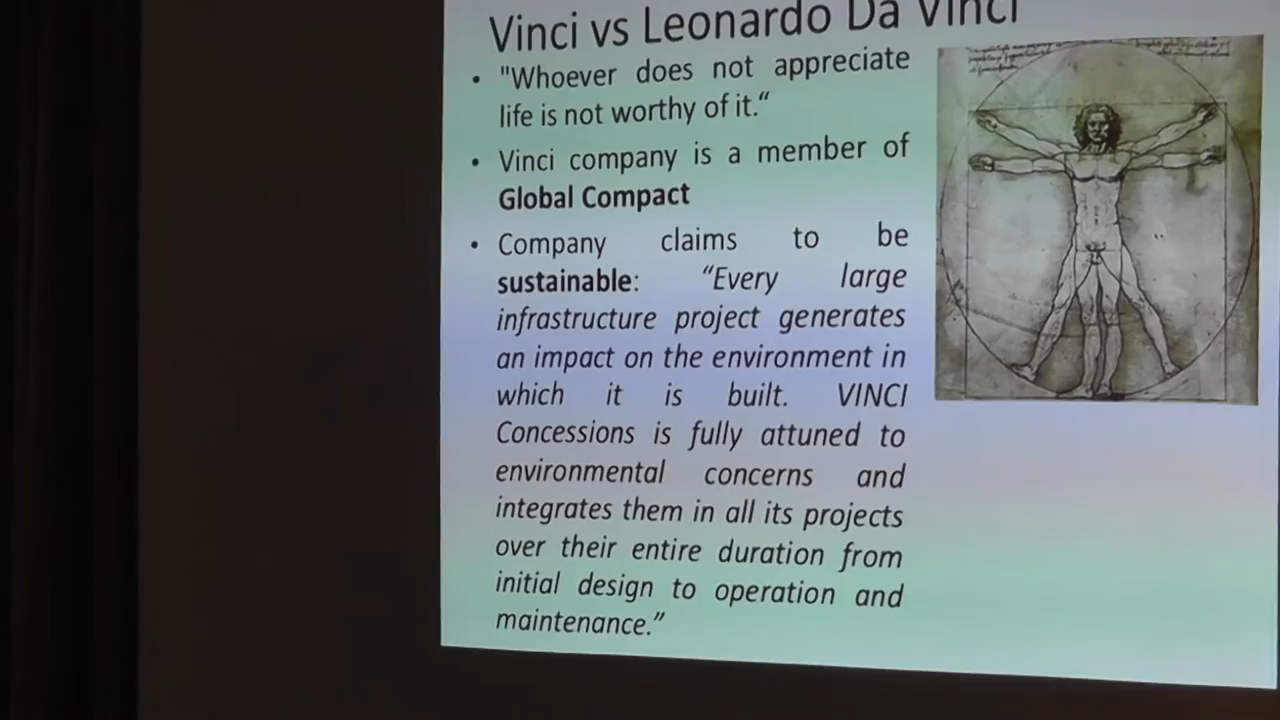 Vinci vs Leonardo Da Vinci
• "Whoever does not appreciate
life is not worthy of it.“
• Vinci company is a member of
Global Compact
• Company claims to be
sustainable: “Every large
infrastructure project generates
an impact on the environment in
which it is built. VINCI
Concessions is fully attuned to
environmental concerns and
integrates them in all its projects
over their entire duration from
initial design to operation and
maintenance.”